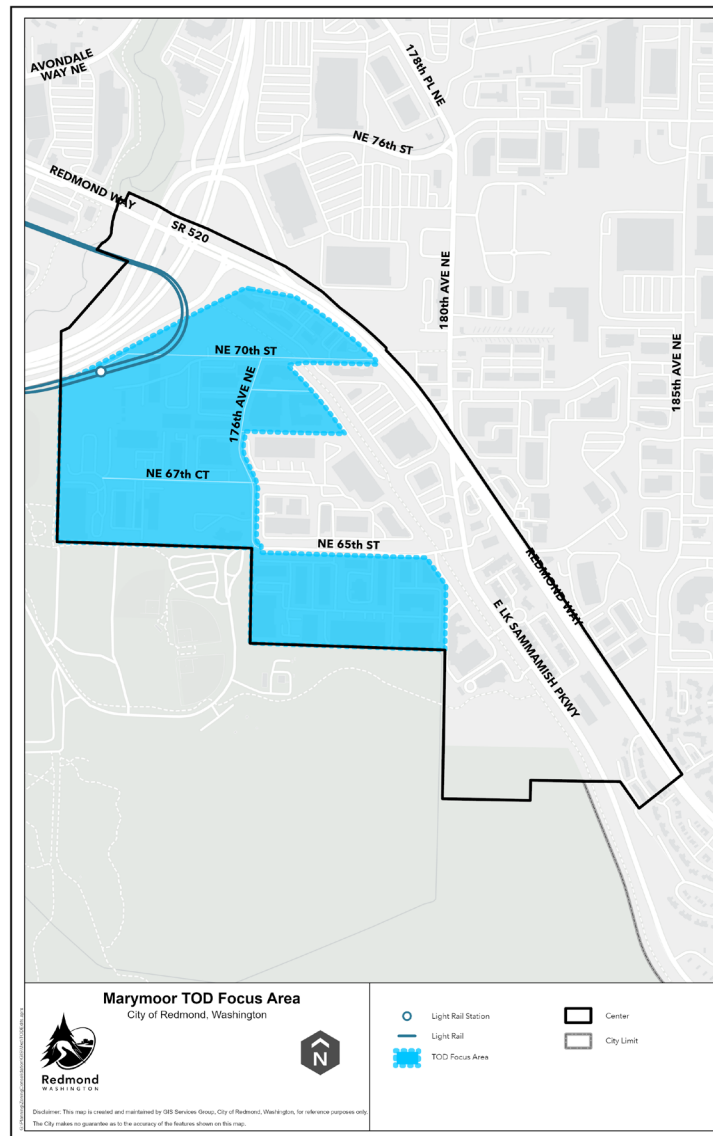 AVONDALE
WAY NE
178th PL NE
NE 76th ST
REDMOND WAY
SR 520
180th AVE NE
185th AVE NE
NE 70th ST
176th AVE NE
NE 67th CT
NE 65th ST
REDMOND WAY
E LK SAMMAMISH PKWY
Marymoor TOD Focus Area
City of Redmond, Washington
Redmond
WASHINGTON
N
Light Rail Station
Light Rail
TOD Focus Area
Center
City Limit
Disclaimer: This map is created and maintained by GIS Services Group, City of Redmond, Washington, for reference purposes only.
The City makes no guarantee as to the accuracy of the features shown on this map.